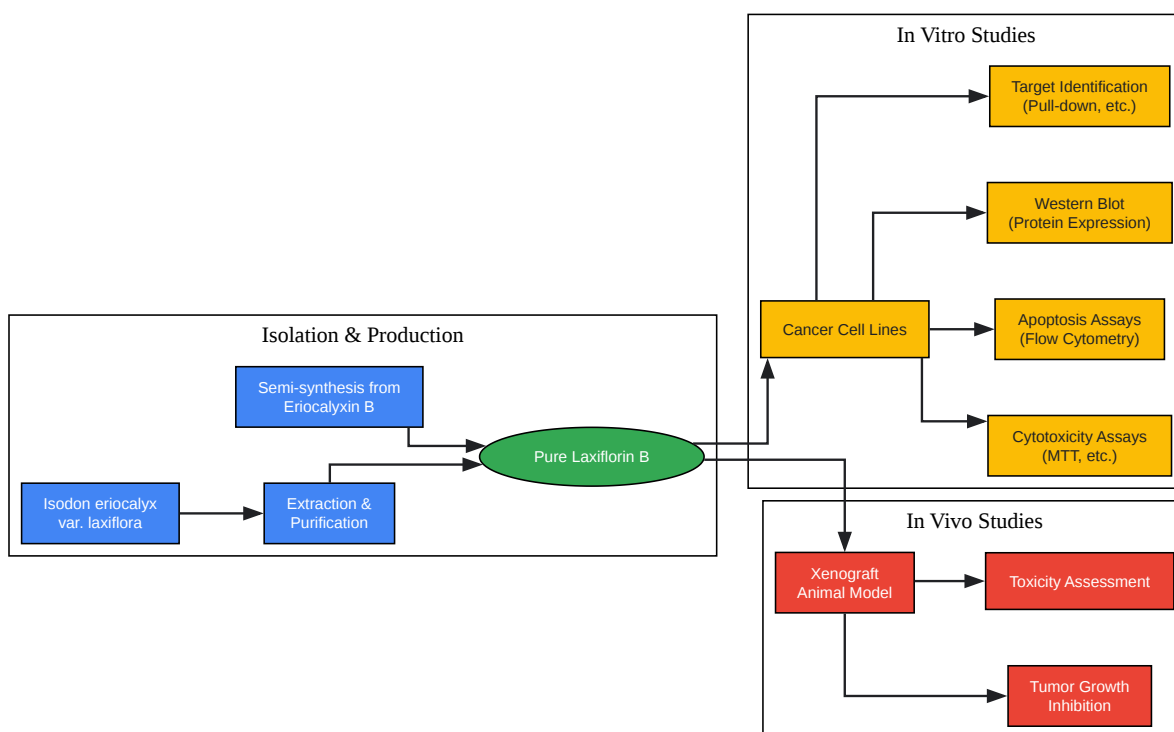 Isolation & Production
Semi-synthesis from
Eriocalyxin B
Isodon eriocalyx
var. laxiflora
Extraction &
Purification
Pure Laxiflorin B
In Vitro Studies
Cancer Cell Lines
Target Identification
(Pull-down, etc.)
Western Blot
(Protein Expression)
Apoptosis Assays
(Flow Cytometry)
Cytotoxicity Assays
(MTT, etc.)
In Vivo Studies
Xenograft
Animal Model
Toxicity Assessment
Tumor Growth
Inhibition